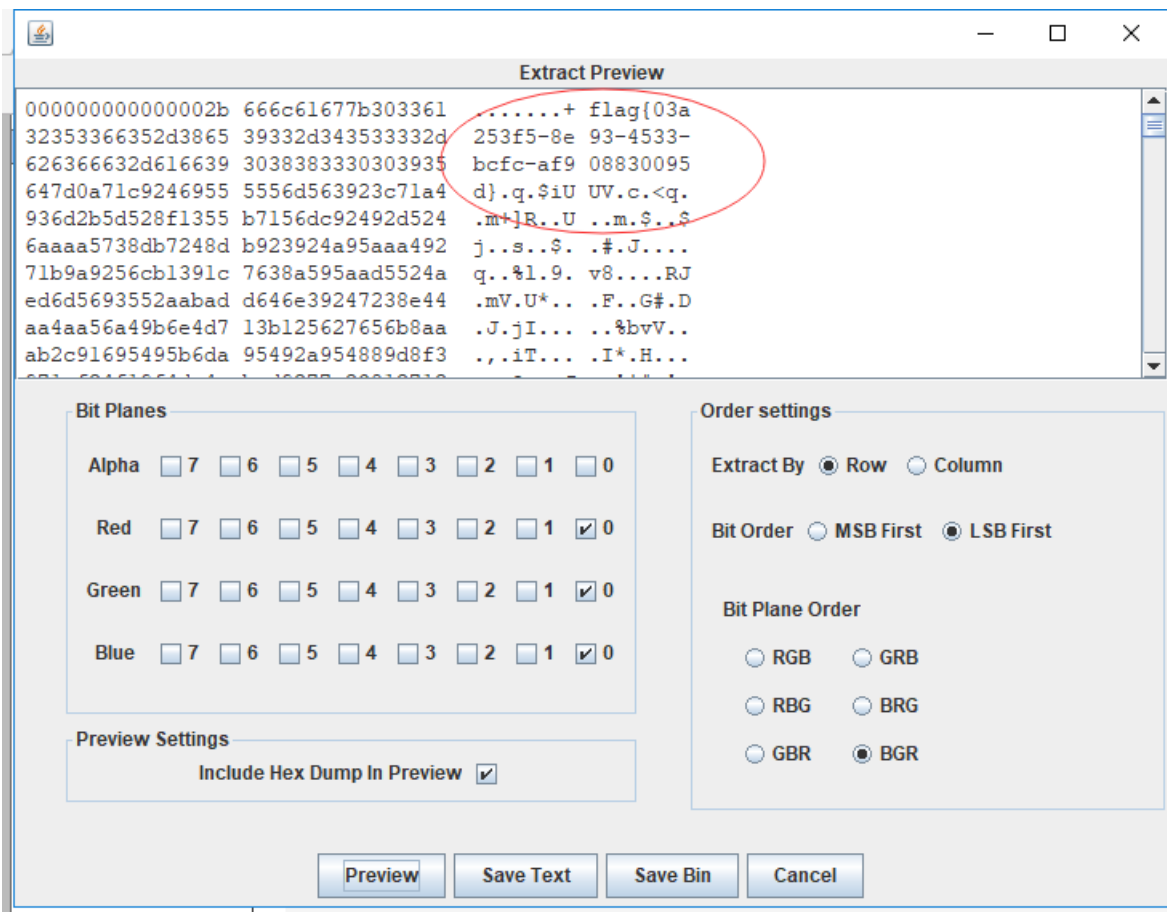 Extract Preview
000000000000002b 666c61677b303361 .......+ flag{03a
32353366352d3865 39332d343533332d 253f5-8e 93-4533-
626366632d616639 3038383330303935 bcfc-af9 08830095
647d0a71c9246955 5556d563923c71a4 d}.q.$iU UV.c.<q.
936d2b5d528f1355 b7156dc92492d524 .m+]R..U ..m.$..$
6aaaa5738db7248d b923924a95aaa492 j..s..$. .#.J....
71b9a9256cb1391c 7638a595aad5524a q..%l.9. v8....RJ
ed6d5693552aabad d646e39247238e44 .mV.U*.. .F..G#.D
aa4aa56a49b6e4d7 13b125627656b8aa .J.jI... ..%bvV..
ab2c91695495b6da 95492a954889d8f3 .,.iT... .I*.H...
Bit Planes
Alpha 7 6 5 4 3 2 1 0
Red 7 6 5 4 3 2 1 0
Green 7 6 5 4 3 2 1 0
Blue 7 6 5 4 3 2 1 0
Preview Settings
Include Hex Dump In Preview
Order settings
Extract By Row Column
Bit Order MSB First LSB First
Bit Plane Order
RGB GRB
RBG BRG
GBR BGR
Preview Save Text Save Bin Cancel